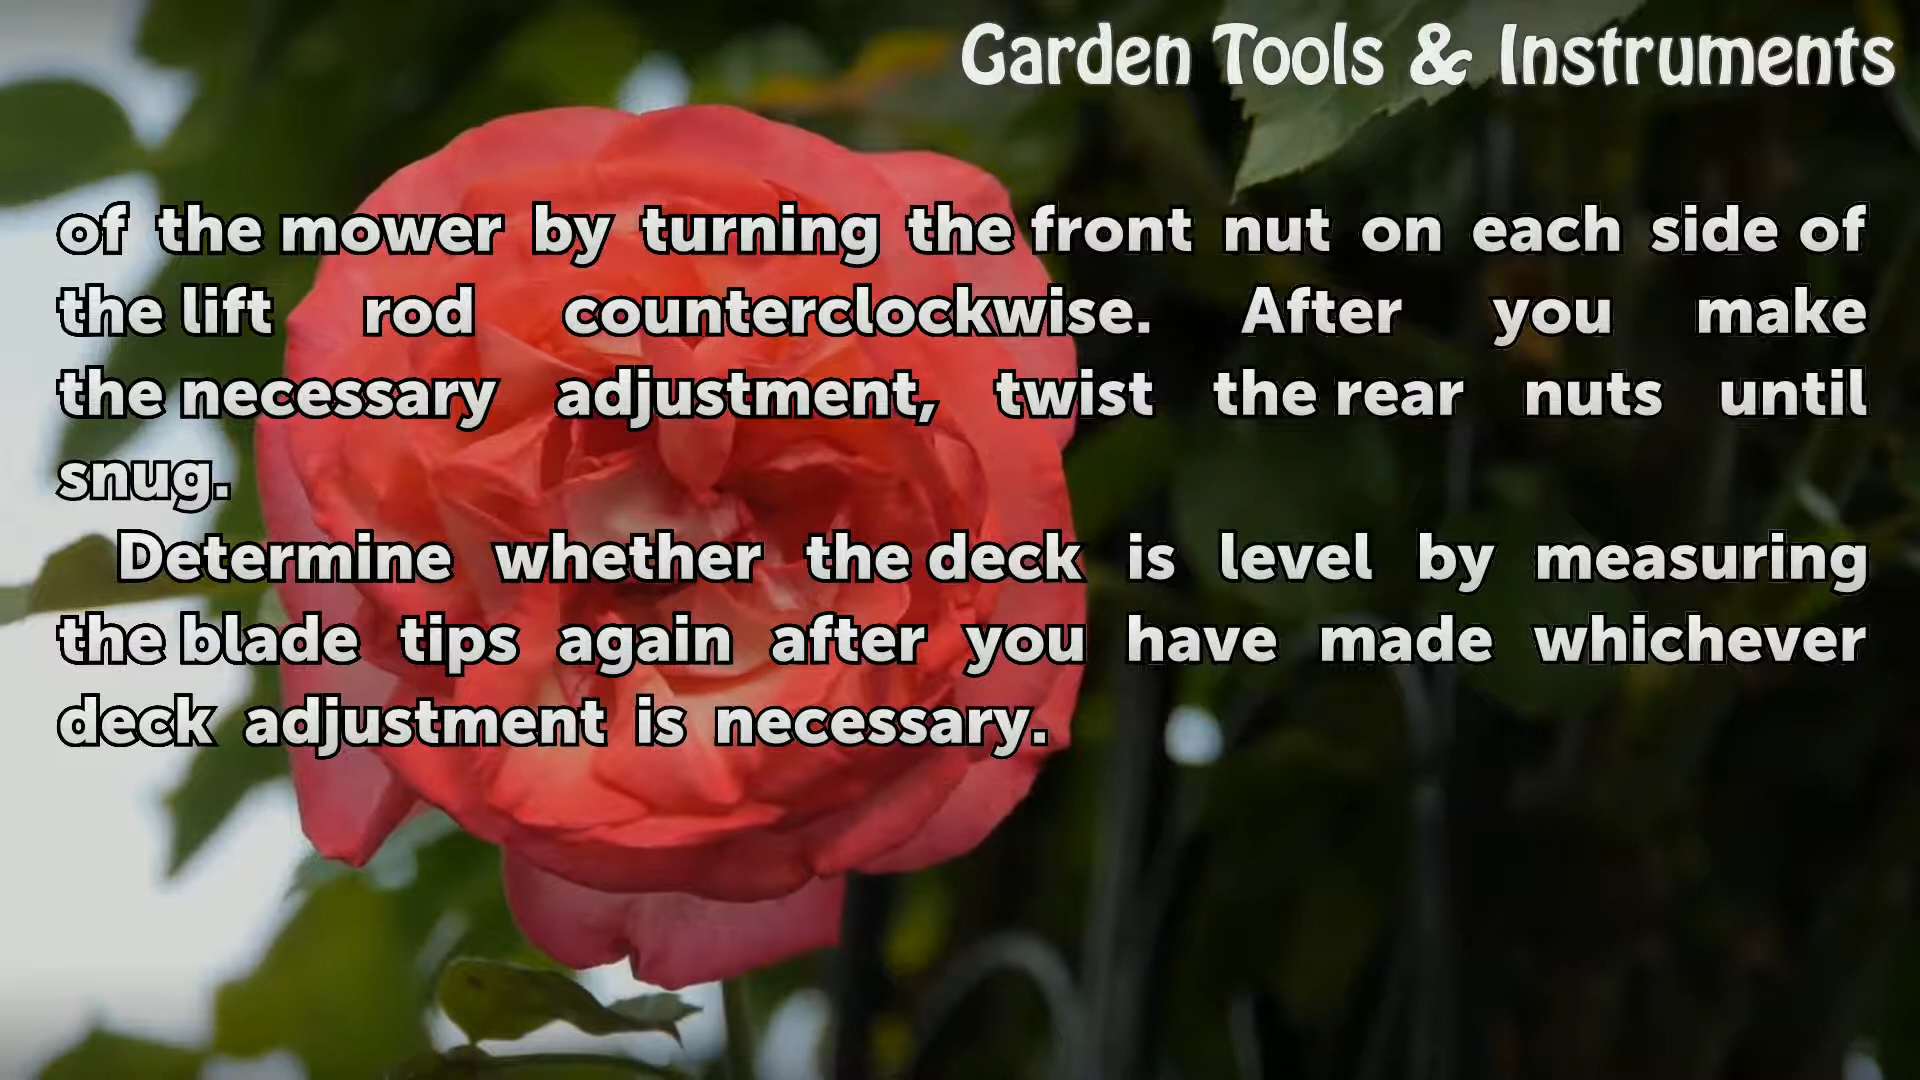 Garden Tools & Instruments
of the mower by turning the front nut on each side of
the lift rod counterclockwise. After you make
the necessary adjustment, twist the rear nuts until
snug.
Determine whether the deck is level by measuring
the blade tips again after you have made whichever
deck adjustment is necessary.